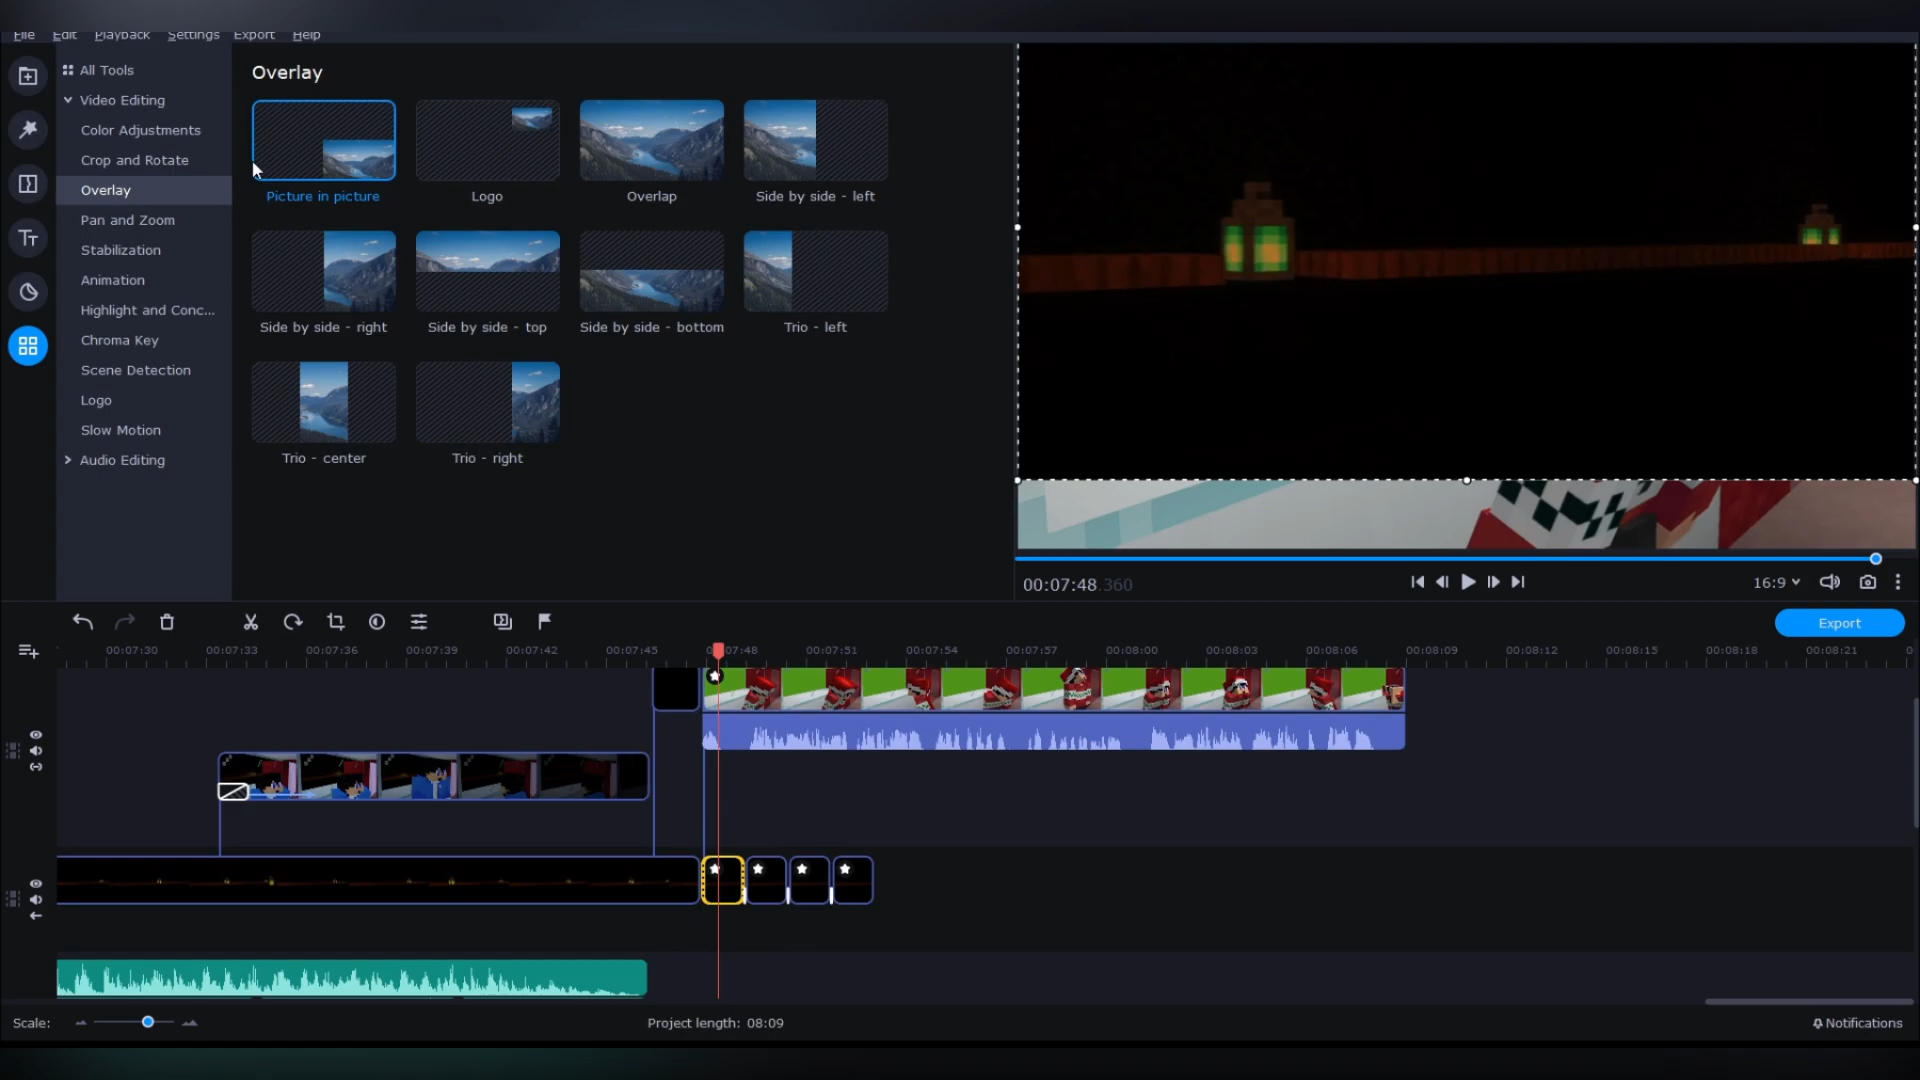 File Edit Playback Settings Export Help
All Tools
Video Editing
Color Adjustments
Crop and Rotate
Overlay
Pan and Zoom
Stabilization
Animation
Highlight and Conc...
Chroma Key
Scene Detection
Logo
Slow Motion
Audio Editing
Overlay
Picture in picture Logo Overlap Side by side - left
Side by side - right Side by side - top Side by side - bottom Trio - left
Trio - center Trio - right
00:07:48.360 16:9
Export
00:07:30 00:07:33 00:07:36 00:07:39 00:07:42 00:07:45 07:48 00:07:51 00:07:54 00:07:57 00:08:00 00:08:03 00:08:06 00:08:09 00:08:12 00:08:15 00:08:18 00:08:21
Scale: Project length: 08:09 Notifications